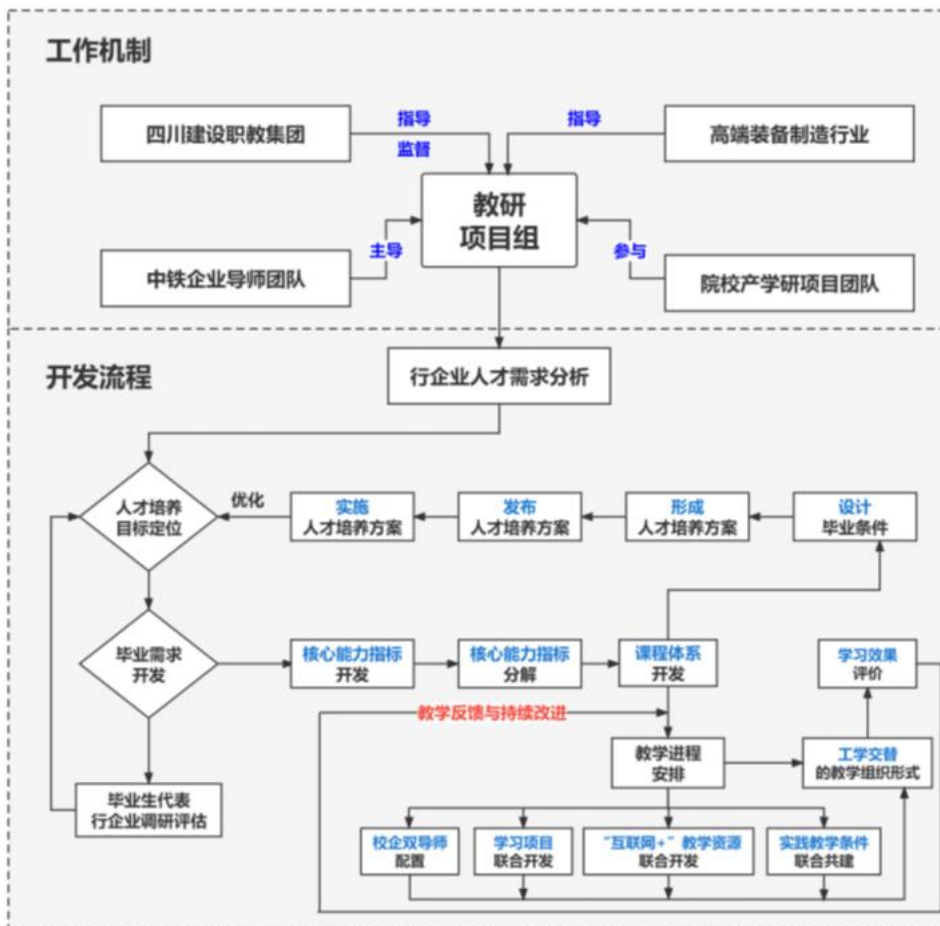 工作机制
四川建设职教集团
指导
监督
指导
高端装备制造行业
教研
项目组
中铁企业导师团队
主导
参与
院校产学研项目团队
开发流程
行企业人才需求分析
人才培养
目标定位
优化
实施
人才培养方案
发布
人才培养方案
形成
人才培养方案
设计
毕业条件
毕业需求
开发
核心能力指标
开发
核心能力指标
分解
课程体系
开发
学习效果
评价
教学反馈与持续改进
教学进程
安排
工学交替
的教学组织形式
毕业生代表
行企业调研评估
校企双导师
配置
学习项目
联合开发
“互联网+”教学资源
联合开发
实践教学条件
联合共建